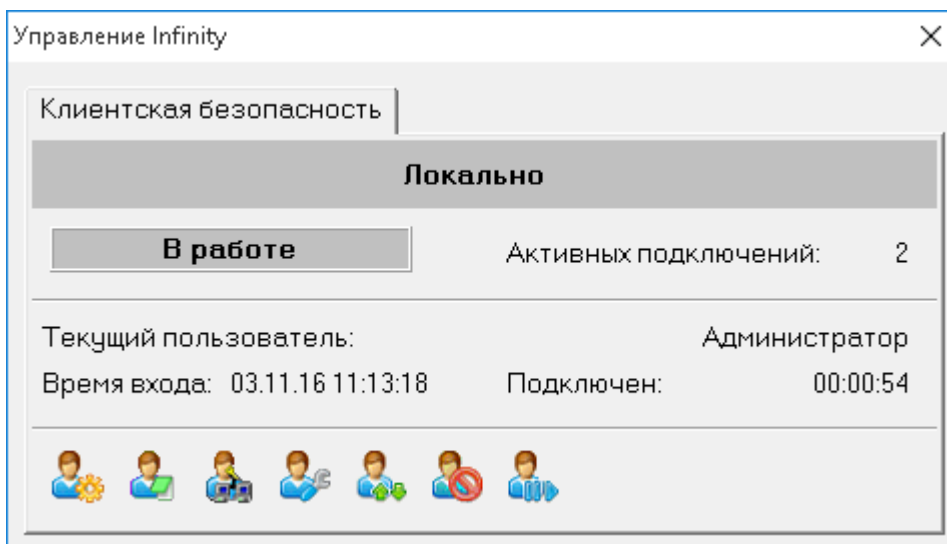 Управление Infinity
Клиентская безопасность
Локально
В работе Активных подключений: 2
Текущий пользователь: Администратор
Время входа: 03.11.16 11:13:18 Подключен: 00:00:54